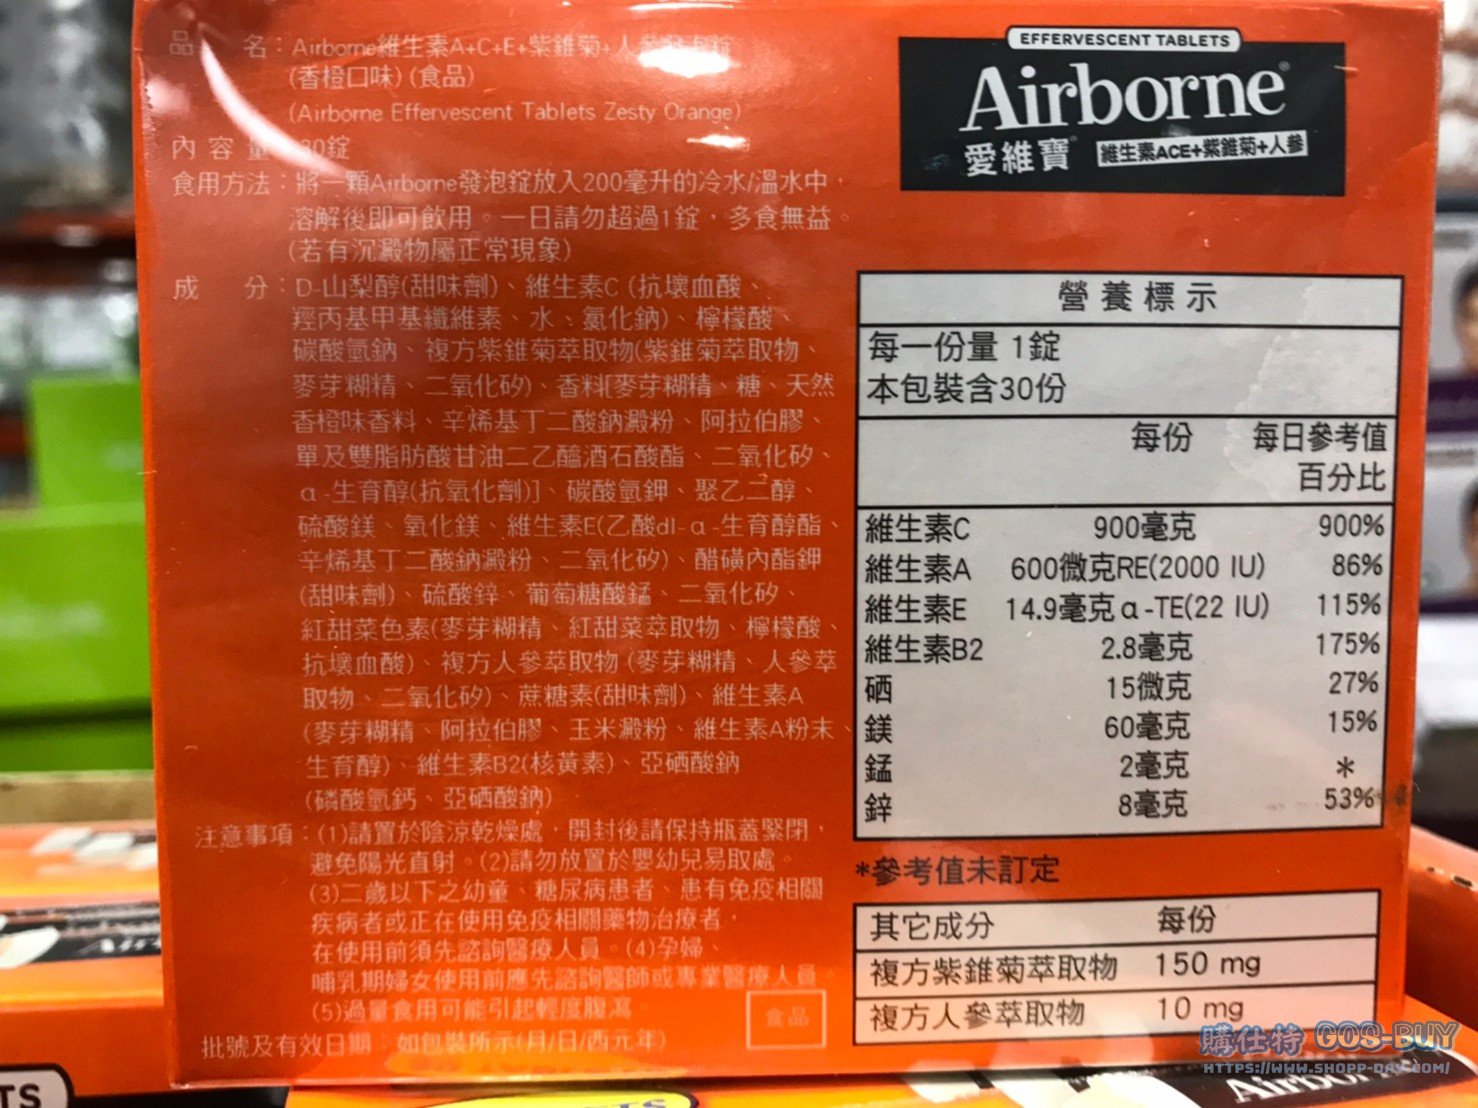 品 名：Airborne維生素A+C+E+紫錐菊+人參發泡錠
(香橙口味) (食品)
(Airborne Effervescent Tablets Zesty Orange)
內容量 30錠
食用方法：將一顆Airborne發泡錠放入200毫升的冷水/溫水中，
溶解後即可飲用。一日請勿超過1錠，多食無益。
(若有沉澱物屬正常現象)
成 分：D-山梨醇(甜味劑)、維生素C (抗壞血酸、
羥丙基甲基纖維素、水、氯化鈉)、檸檬酸、
碳酸氫鈉、複方紫錐菊萃取物(紫錐菊萃取物、
麥芽糊精、二氧化矽)、香料[麥芽糊精、糖、天然
香橙味香料、辛烯基丁二酸鈉澱粉、阿拉伯膠、
單及雙脂肪酸甘油二乙醯酒石酸酯、二氧化矽、
α-生育醇(抗氧化劑)]、碳酸氫鉀、聚乙二醇、
硫酸鎂、氧化鎂、維生素E(乙酸dl-α-生育醇酯、
辛烯基丁二酸鈉澱粉、二氧化矽)、醋磺內酯鉀
(甜味劑)、硫酸鋅、葡萄糖酸錳、二氧化矽、
紅甜菜色素(麥芽糊精、紅甜菜萃取物、檸檬酸、
抗壞血酸)、複方人參萃取物 (麥芽糊精、人參萃
取物、二氧化矽)、蔗糖素(甜味劑)、維生素A
(麥芽糊精、阿拉伯膠、玉米澱粉、維生素A粉末、
生育醇)、維生素B2(核黃素)、亞硒酸鈉
(磷酸氫鈣、亞硒酸鈉)
注意事項：(1)請置於陰涼乾燥處，開封後請保持瓶蓋緊閉，
避免陽光直射。(2)請勿放置於嬰幼兒易取處。
(3)二歲以下之幼童、糖尿病患者、患有免疫相關
疾病者或正在使用免疫相關藥物治療者，
在使用前須先諮詢醫療人員。(4)孕婦、
哺乳期婦女使用前應先諮詢醫師或專業醫療人員。
(5)過量食用可能引起輕度腹瀉。
食品
批號及有效日期：如包裝所示(月/日/西元年)
EFFERVESCENT TABLETS
Airborne
愛維寶 維生素ACE+紫錐菊+人參
營養標示
每一份量 1錠
本包裝含30份
每份 每日參考值
百分比
維生素C 900毫克 900%
維生素A 600微克RE(2000 IU) 86%
維生素E 14.9毫克α-TE(22 IU) 115%
維生素B2 2.8毫克 175%
硒 15微克 27%
鎂 60毫克 15%
錳 2毫克 *
鋅 8毫克 53%
*參考值未訂定
其它成分 每份
複方紫錐菊萃取物 150 mg
複方人參萃取物 10 mg
購仕特 GOS-BUY
HTTPS://WWW.SHOPP-DAY.COM/
Airborne
TS